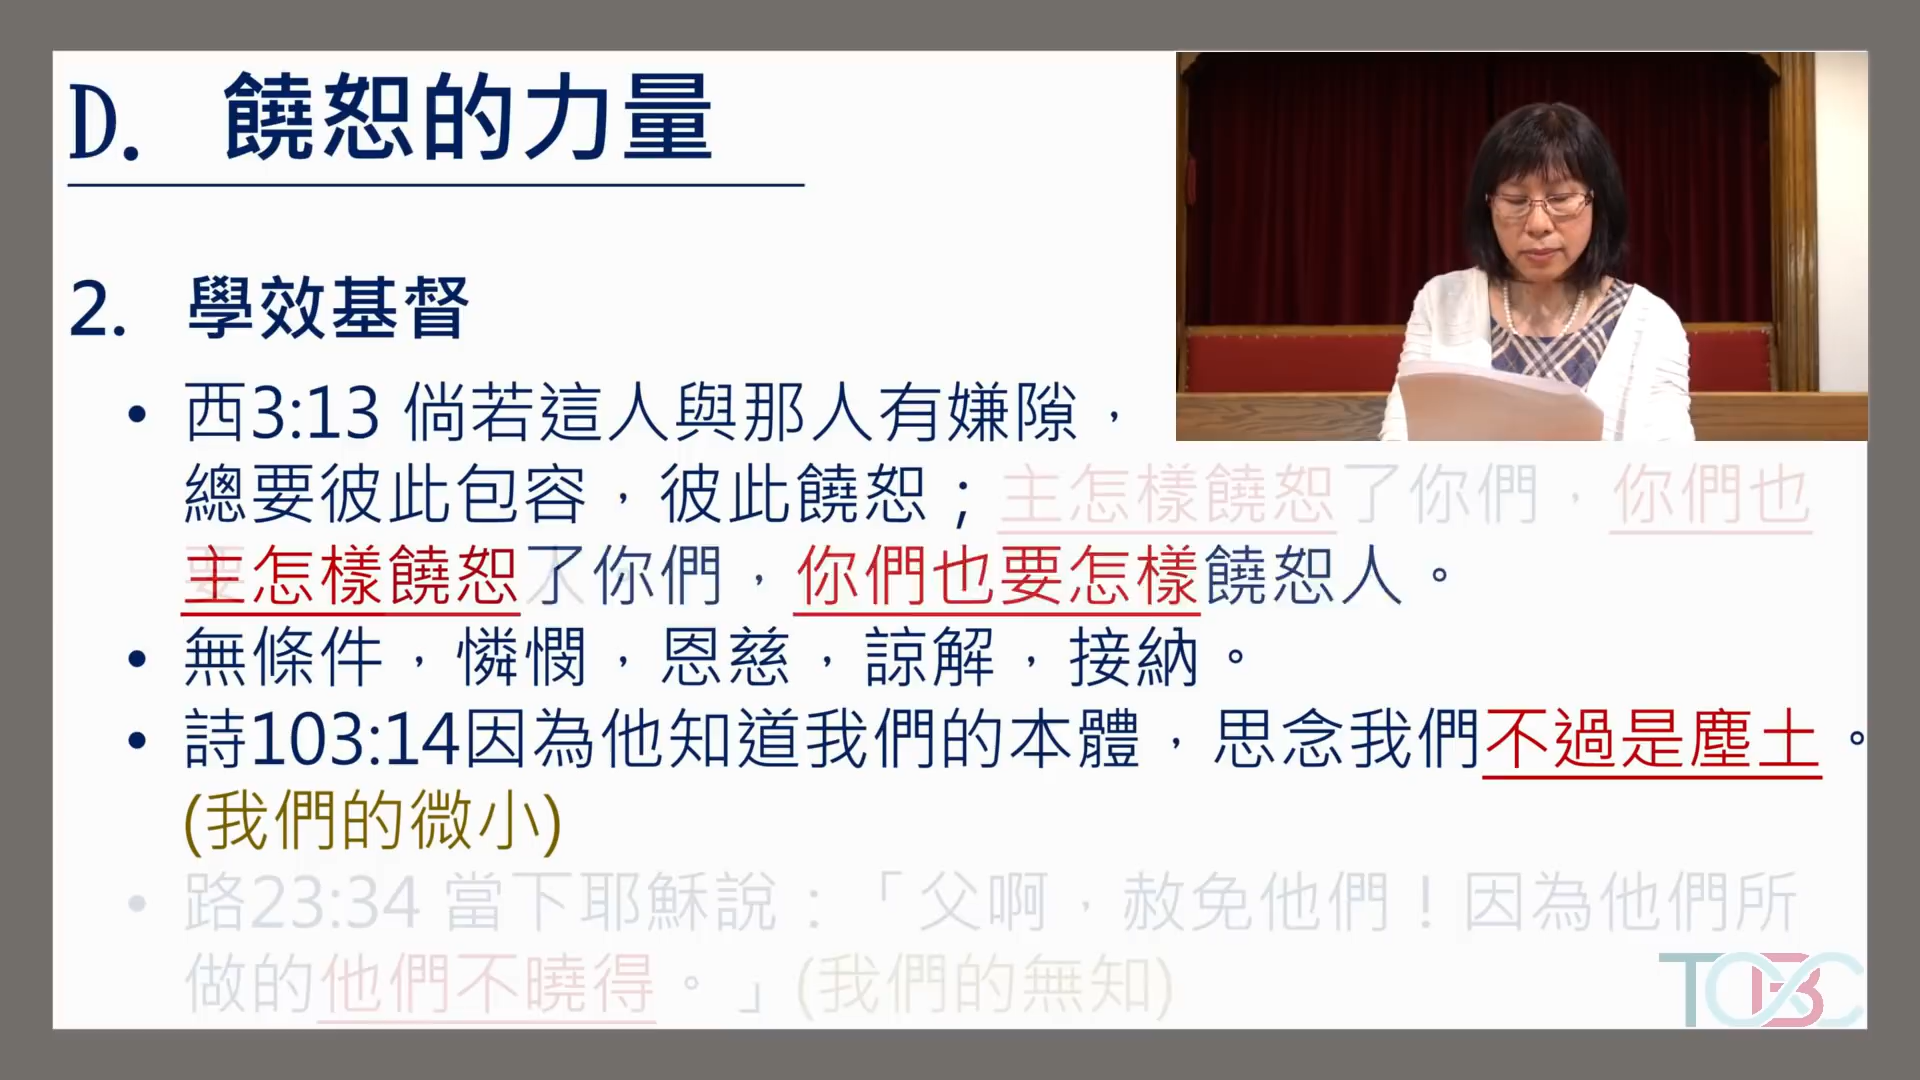 D. 饒恕的力量
2. 學效基督
• 西3:13 倘若這人與那人有嫌隙，
總要彼此包容，彼此饒恕；主怎樣饒恕了你們，你們也
主怎樣饒恕了你們，你們也要怎樣饒恕人。
• 無條件，憐憫，恩慈，諒解，接納。
• 詩103:14因為他知道我們的本體，思念我們不過是塵土。
(我們的微小)
• 路23:34 當下耶穌說：「父啊，赦免他們！因為他們所
做的他們不曉得。」(我們的無知)
TCBC